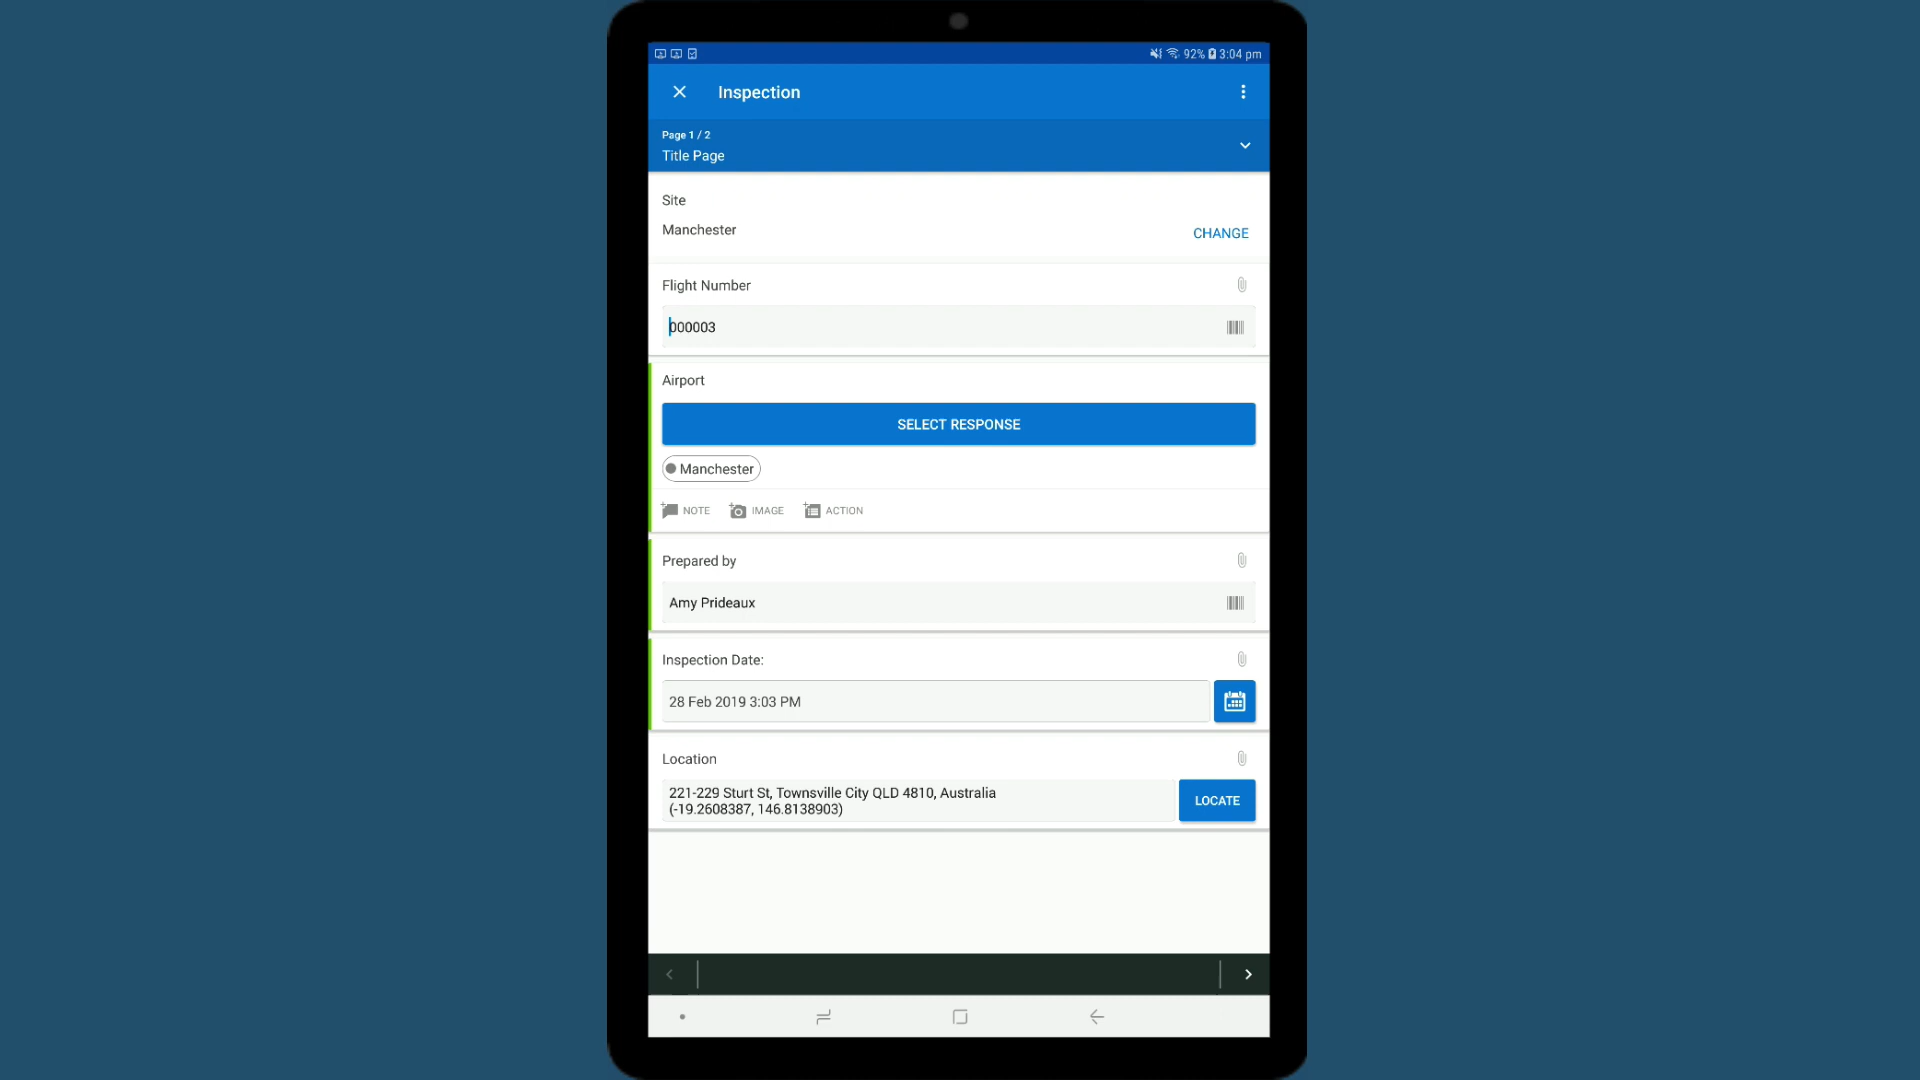 92% 3:04 pm
Inspection
Page 1 / 2
Title Page
Site
Manchester
CHANGE
Flight Number
000003
Airport
SELECT RESPONSE
Manchester
NOTE IMAGE ACTION
Prepared by
Amy Prideaux
Inspection Date:
28 Feb 2019 3:03 PM
Location
221-229 Sturt St, Townsville City QLD 4810, Australia
(-19.2608387, 146.8138903)
LOCATE